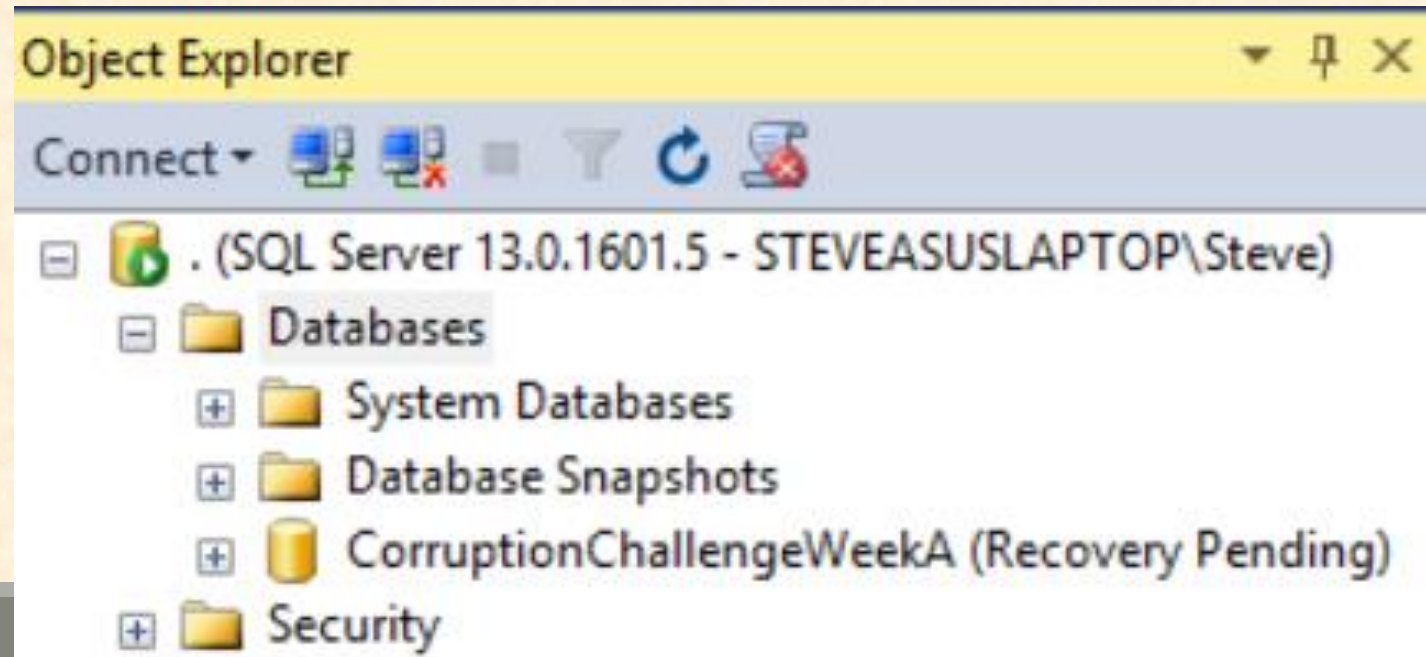 Object Explorer
Connect
. (SQL Server 13.0.1601.5 - STEVEASUSLAPTOP\Steve)
Databases
System Databases
Database Snapshots
CorruptionChallengeWeekA (Recovery Pending)
Security